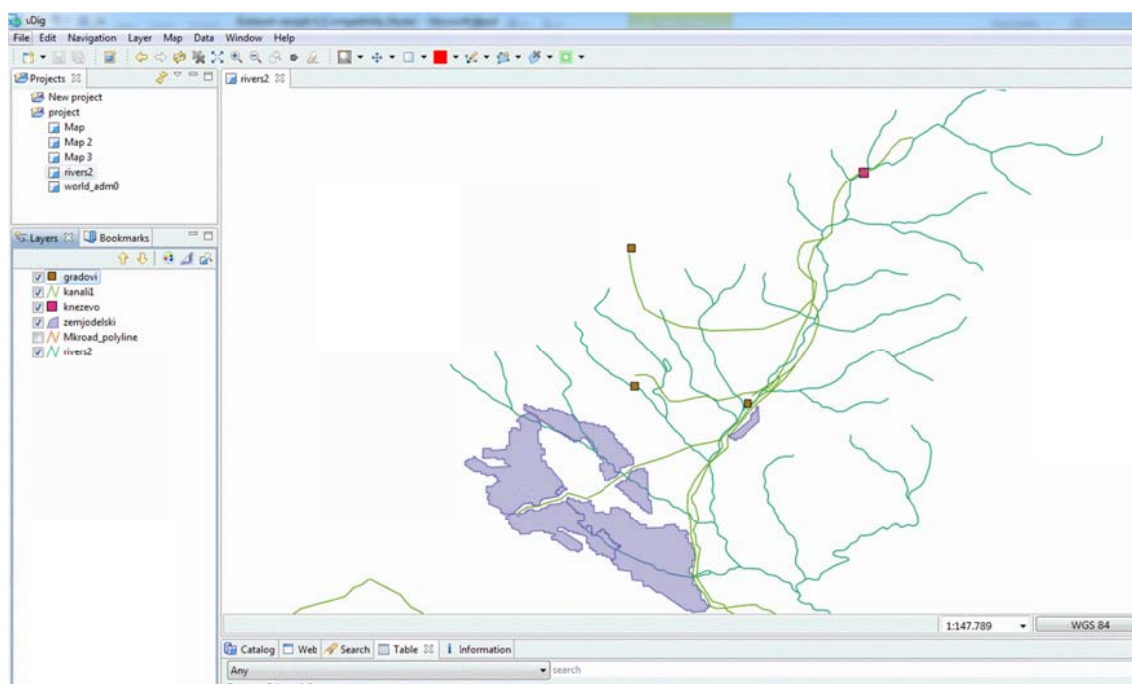 uDig
File Edit Navigation Layer Map Data Window Help
Projects
New project
project
Map
Map 2
Map 3
rivers2
world_adm0
rivers2
Layers Bookmarks
gradovi
kanali1
knezevo
zemjodelski
Mkroad_polyline
rivers2
1:147.789 WGS 84
Catalog Web Search Table Information
Any search